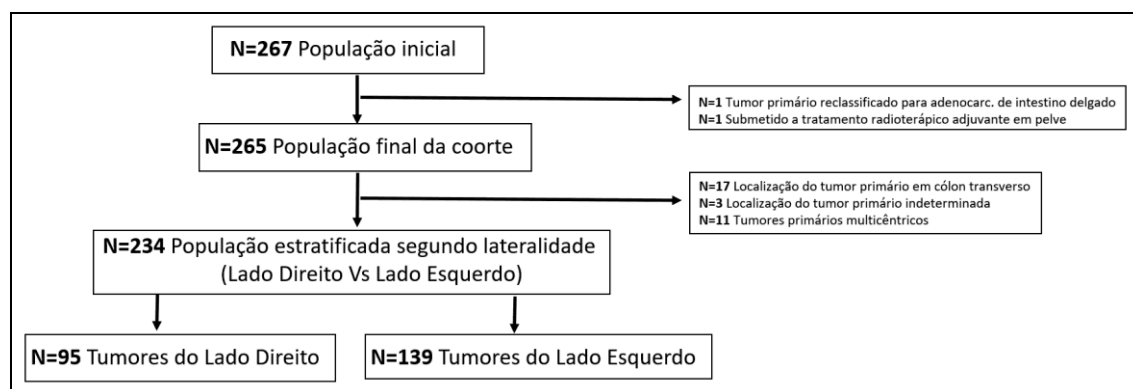 N=267 População inicial
N=1 Tumor primário reclassificado para adenocarc. de intestino delgado
N=1 Submetido a tratamento radioterápico adjuvante em pelve
N=265 População final da coorte
N=17 Localização do tumor primário em cólon transverso
N=3 Localização do tumor primário indeterminada
N=11 Tumores primários multicêntricos
N=234 População estratificada segundo lateralidade
(Lado Direito Vs Lado Esquerdo)
N=95 Tumores do Lado Direito
N=139 Tumores do Lado Esquerdo